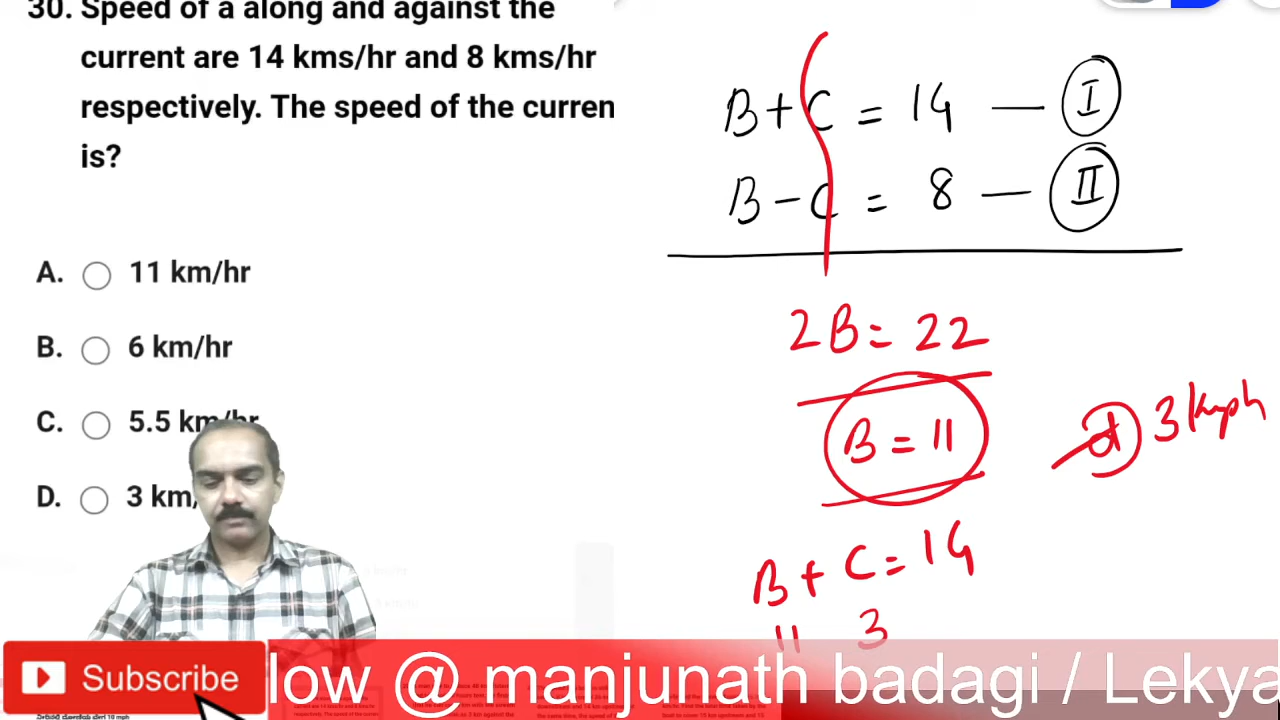 30. Speed of a along and against the
current are 14 kms/hr and 8 kms/hr
respectively. The speed of the curren
is?
A. 11 km/hr
B. 6 km/hr
C. 5.5 km/hr
D. 3 km/
B+C = 14 — I
B-C = 8 — II
2B = 22
B = 11
d 3 kmph
B + C = 14
11 3
Subscribe
low @ manjunath badagi / Lekya